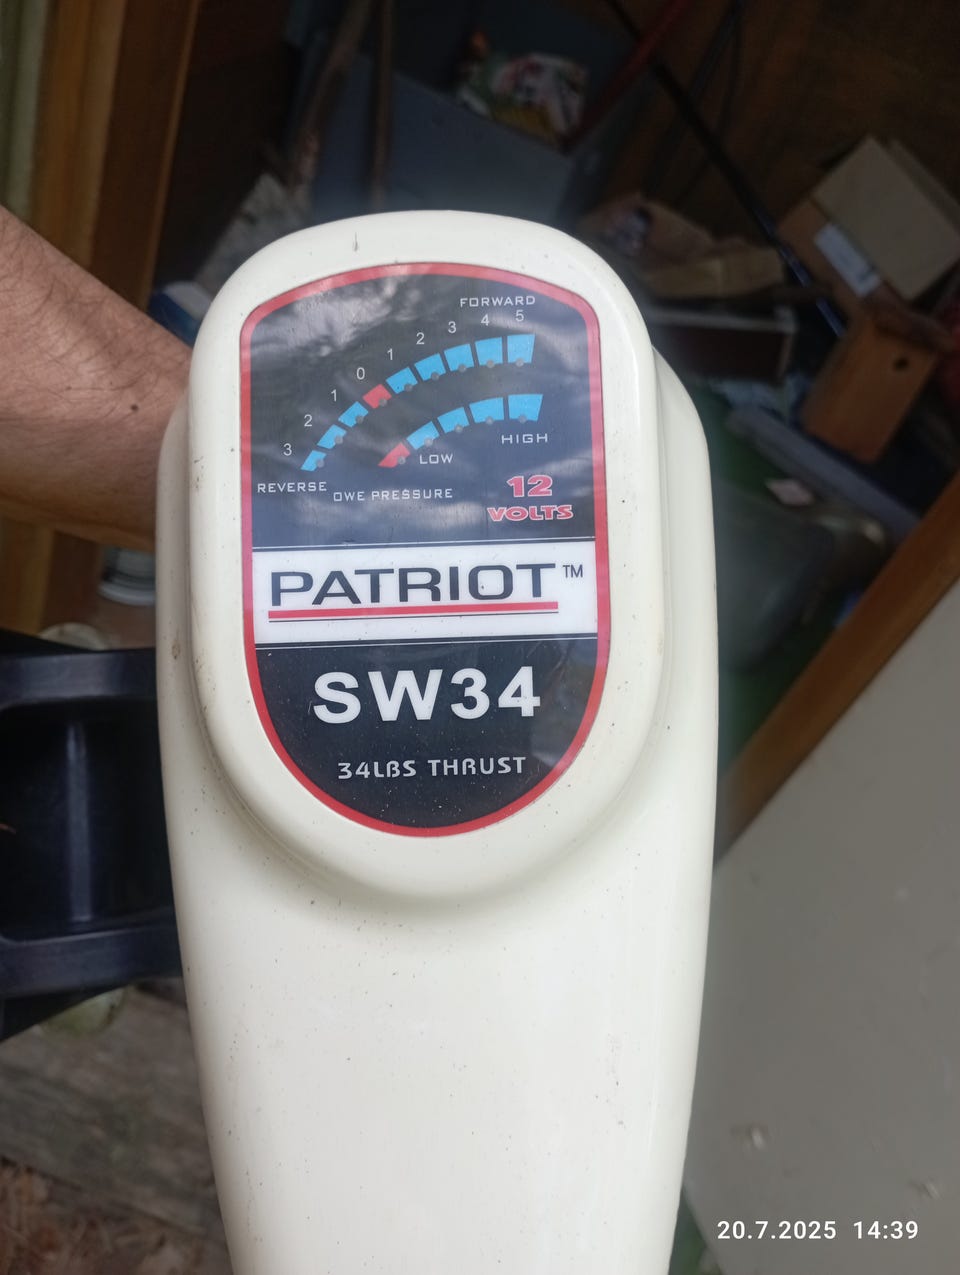 FORWARD
5
4
3
2
1
0
1
2
3
HIGH
LOW
REVERSE
OWE PRESSURE
12
VOLTS
PATRIOT™
SW34
34LBS THRUST
20.7.2025 14:39